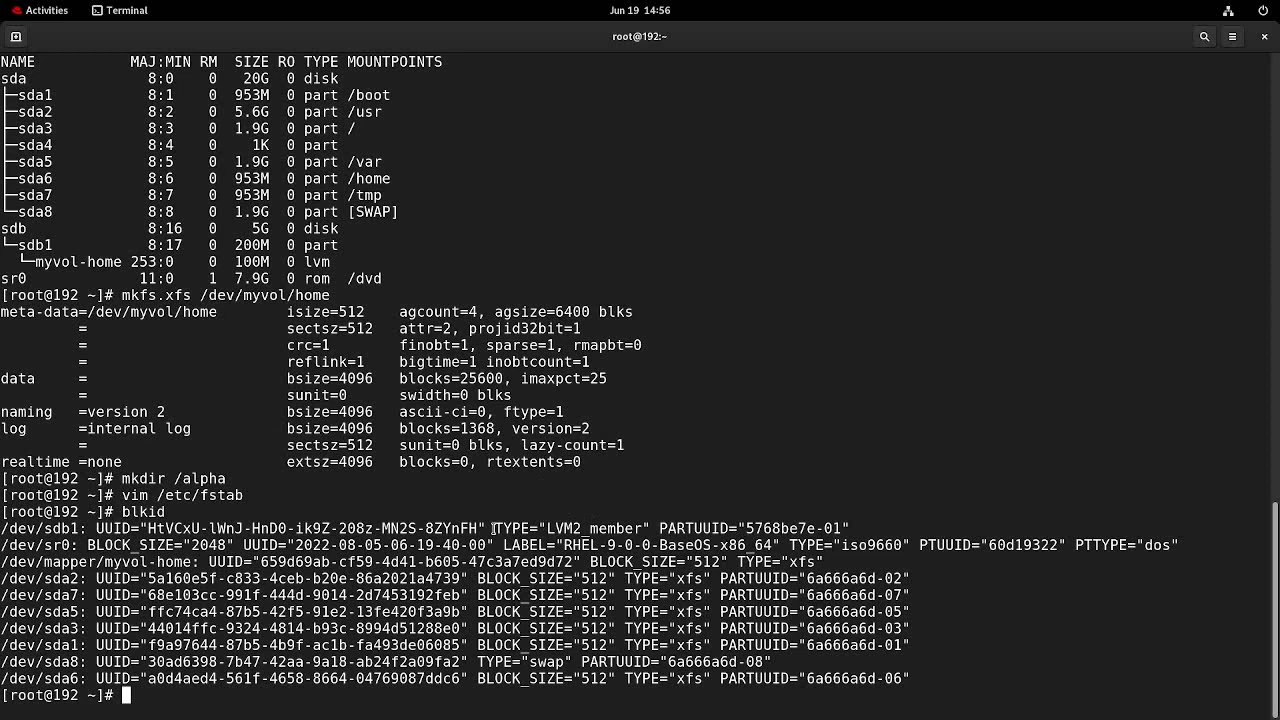 Activities Terminal Jun 19 14:56
root@192:~
NAME MAJ:MIN RM SIZE RO TYPE MOUNTPOINTS
sda 8:0 0 20G 0 disk
├─sda1 8:1 0 953M 0 part /boot
├─sda2 8:2 0 5.6G 0 part /usr
├─sda3 8:3 0 1.9G 0 part /
├─sda4 8:4 0 1K 0 part
├─sda5 8:5 0 1.9G 0 part /var
├─sda6 8:6 0 953M 0 part /home
├─sda7 8:7 0 953M 0 part /tmp
└─sda8 8:8 0 1.9G 0 part [SWAP]
sdb 8:16 0 5G 0 disk
└─sdb1 8:17 0 200M 0 part
└─myvol-home 253:0 0 100M 0 lvm
sr0 11:0 1 7.9G 0 rom /dvd
[root@192 ~]# mkfs.xfs /dev/myvol/home
meta-data=/dev/myvol/home isize=512 agcount=4, agsize=6400 blks
= sectsz=512 attr=2, projid32bit=1
= crc=1 finobt=1, sparse=1, rmapbt=0
= reflink=1 bigtime=1 inobtcount=1
data = bsize=4096 blocks=25600, imaxpct=25
= sunit=0 swidth=0 blks
naming =version 2 bsize=4096 ascii-ci=0, ftype=1
log =internal log bsize=4096 blocks=1368, version=2
= sectsz=512 sunit=0 blks, lazy-count=1
realtime =none extsz=4096 blocks=0, rtextents=0
[root@192 ~]# mkdir /alpha
[root@192 ~]# vim /etc/fstab
[root@192 ~]# blkid
/dev/sdb1: UUID="HtVCxU-lWnJ-HnD0-ik9Z-208z-MN2S-8ZYnFH" TYPE="LVM2_member" PARTUUID="5768be7e-01"
/dev/sr0: BLOCK_SIZE="2048" UUID="2022-08-05-06-19-40-00" LABEL="RHEL-9-0-0-BaseOS-x86_64" TYPE="iso9660" PTUUID="60d19322" PTTYPE="dos"
/dev/mapper/myvol-home: UUID="659d69ab-cf59-4d41-b605-47c3a7ed9d72" BLOCK_SIZE="512" TYPE="xfs"
/dev/sda2: UUID="5a160e5f-c833-4ceb-b20e-86a2021a4739" BLOCK_SIZE="512" TYPE="xfs" PARTUUID="6a666a6d-02"
/dev/sda7: UUID="68e103cc-991f-444d-9014-2d7453192feb" BLOCK_SIZE="512" TYPE="xfs" PARTUUID="6a666a6d-07"
/dev/sda5: UUID="ffc74ca4-87b5-42f5-91e2-13fe420f3a9b" BLOCK_SIZE="512" TYPE="xfs" PARTUUID="6a666a6d-05"
/dev/sda3: UUID="44014ffc-9324-4814-b93c-8994d51288e0" BLOCK_SIZE="512" TYPE="xfs" PARTUUID="6a666a6d-03"
/dev/sda1: UUID="f9a97644-87b5-4b9f-ac1b-fa493de06085" BLOCK_SIZE="512" TYPE="xfs" PARTUUID="6a666a6d-01"
/dev/sda8: UUID="30ad6398-7b47-42aa-9a18-ab24f2a09fa2" TYPE="swap" PARTUUID="6a666a6d-08"
/dev/sda6: UUID="a0d4aed4-561f-4658-8664-04769087ddc6" BLOCK_SIZE="512" TYPE="xfs" PARTUUID="6a666a6d-06"
[root@192 ~]#